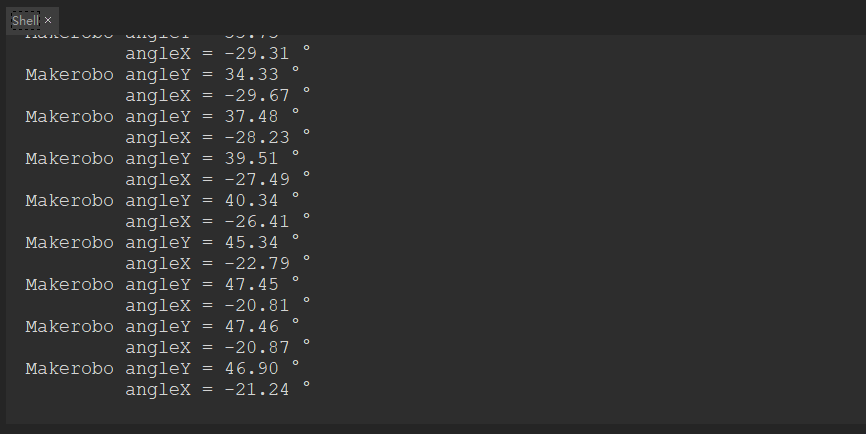 Shell ×
angleX = -29.31 °
Makerobo angleY = 34.33 °
angleX = -29.67 °
Makerobo angleY = 37.48 °
angleX = -28.23 °
Makerobo angleY = 39.51 °
angleX = -27.49 °
Makerobo angleY = 40.34 °
angleX = -26.41 °
Makerobo angleY = 45.34 °
angleX = -22.79 °
Makerobo angleY = 47.45 °
angleX = -20.81 °
Makerobo angleY = 47.46 °
angleX = -20.87 °
Makerobo angleY = 46.90 °
angleX = -21.24 °